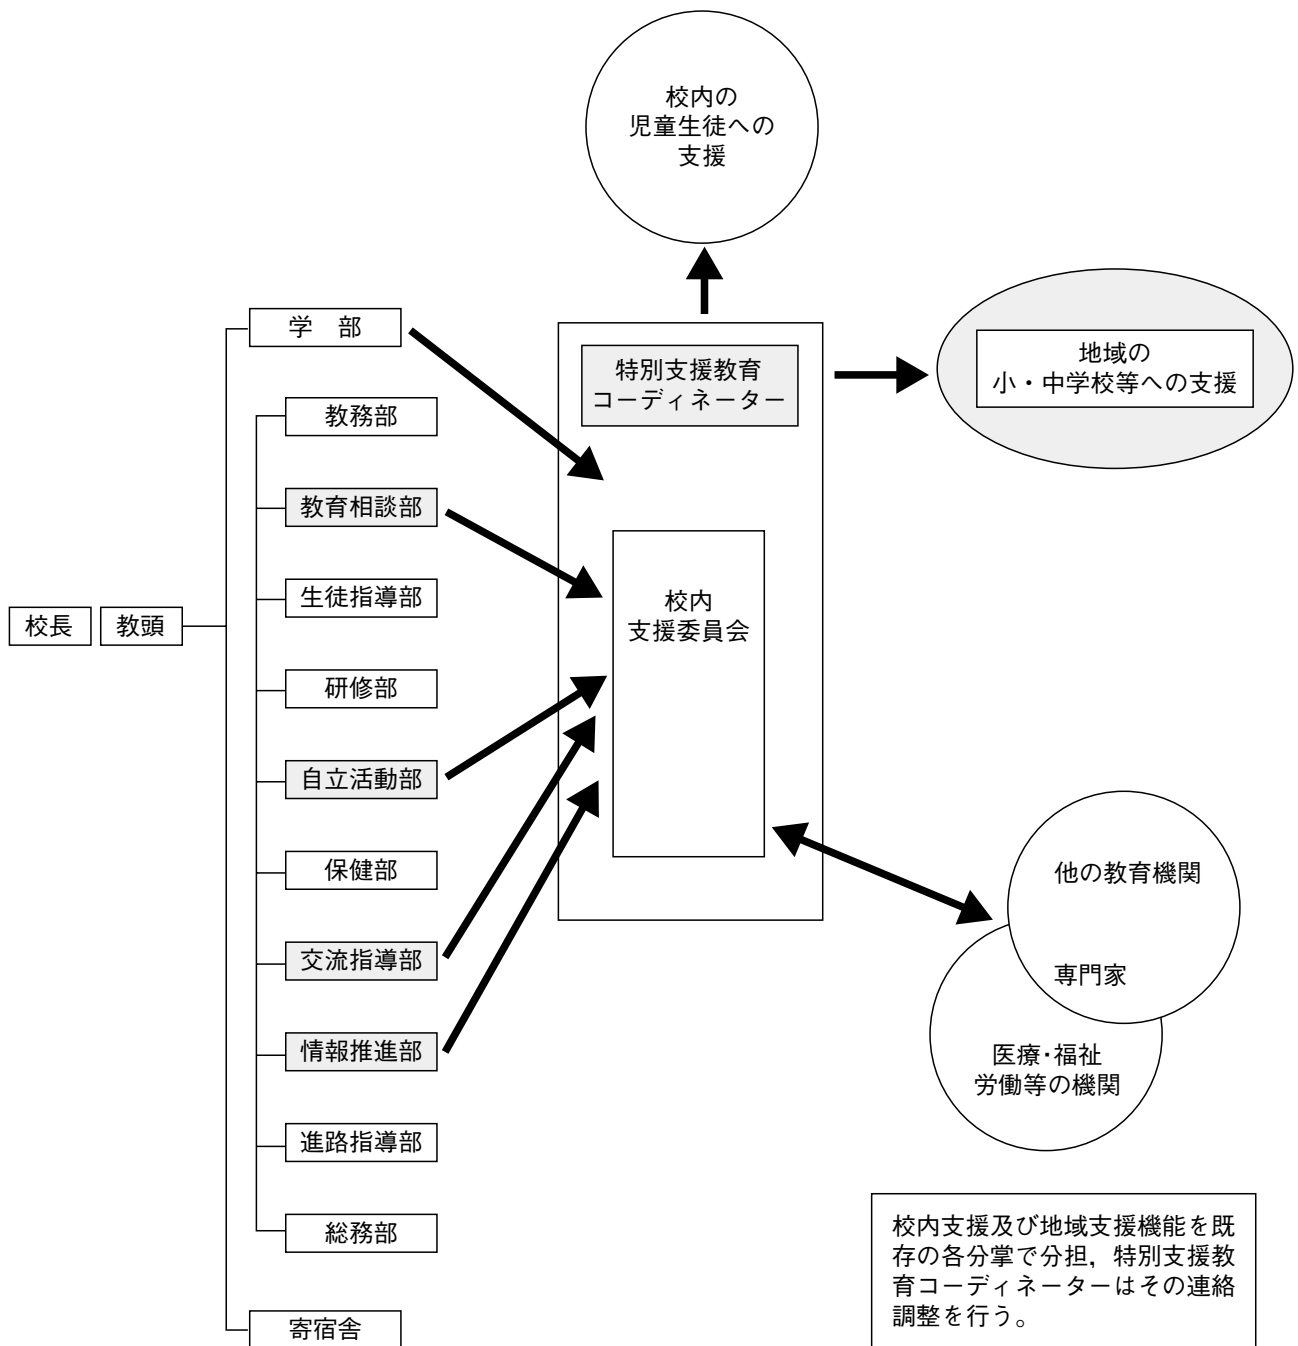 校内の
児童生徒への
支援
学　部
特別支援教育
コーディネーター
地域の
小・中学校等への支援
教務部
教育相談部
生徒指導部
校長
教頭
校内
支援委員会
研修部
自立活動部
保健部
他の教育機関
交流指導部
専門家
情報推進部
医療・福祉
労働等の機関
進路指導部
総務部
校内支援及び地域支援機能を既
存の各分掌で分担，特別支援教
育コーディネーターはその連絡
調整を行う。
寄宿舎